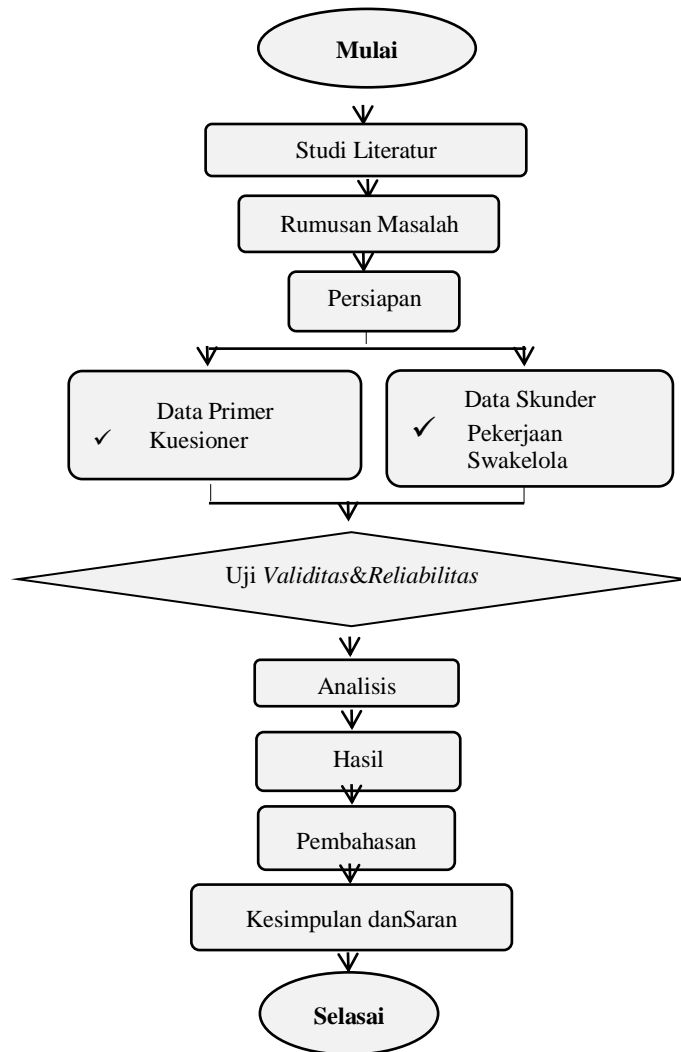 Mulai
Studi Literatur
Rumusan Masalah
Persiapan
Data Primer
✓ Kuesioner
Data Skunder
✓ Pekerjaan
Swakelola
Uji Validitas&Reliabilitas
Analisis
Hasil
Pembahasan
Kesimpulan danSaran
Selasai